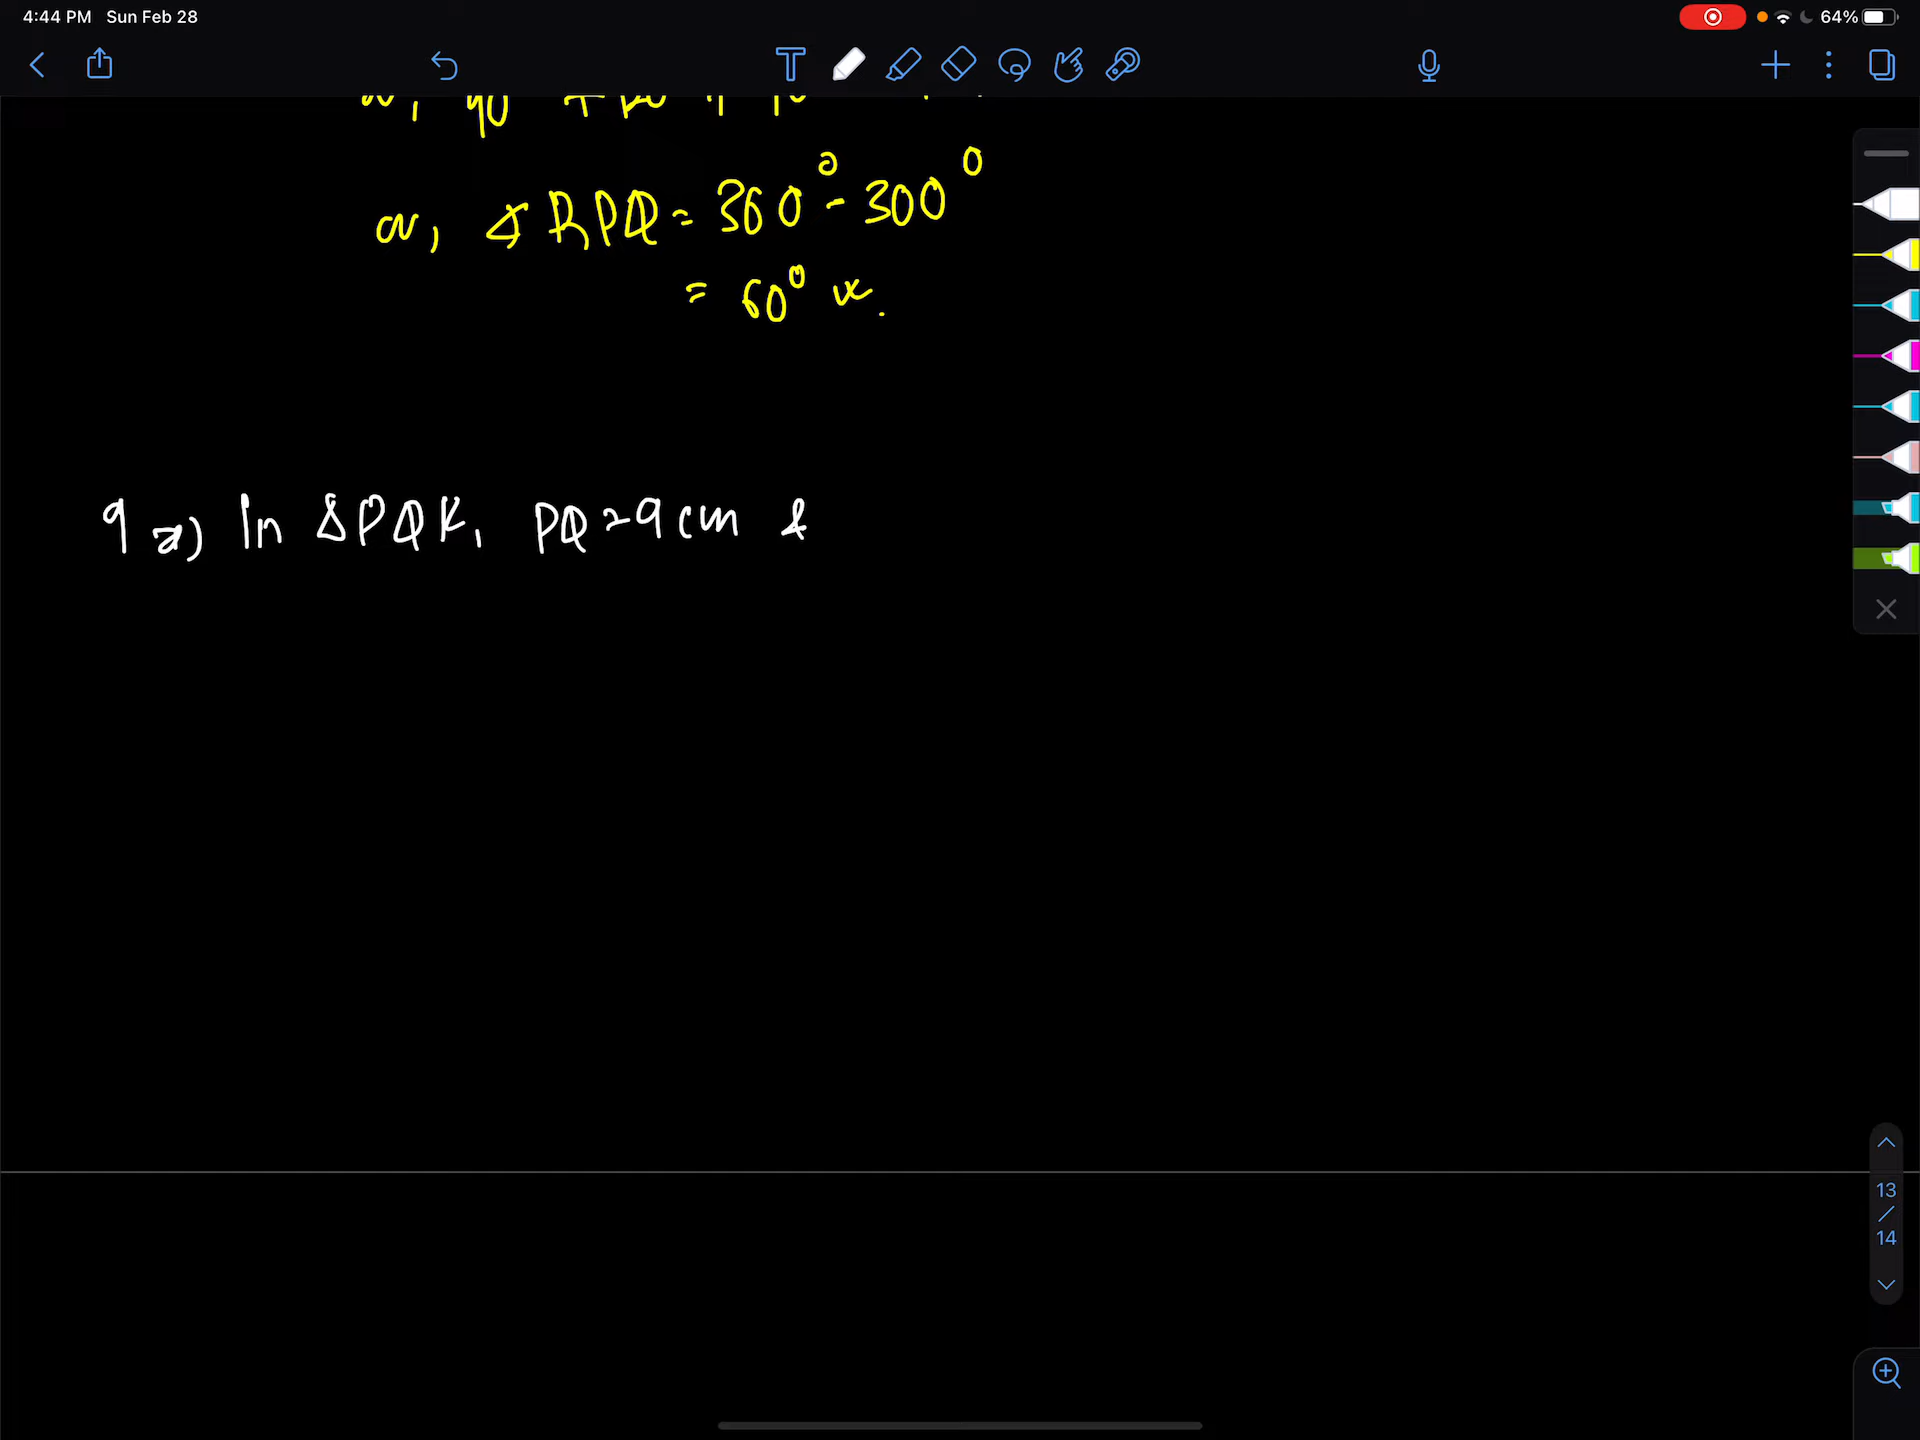 4:44 PM Sun Feb 28
64%
T
or, ∡ RPQ = 360° - 300°
= 60°
9 a) In ΔPQR, PQ = 9 cm &
13
/
14